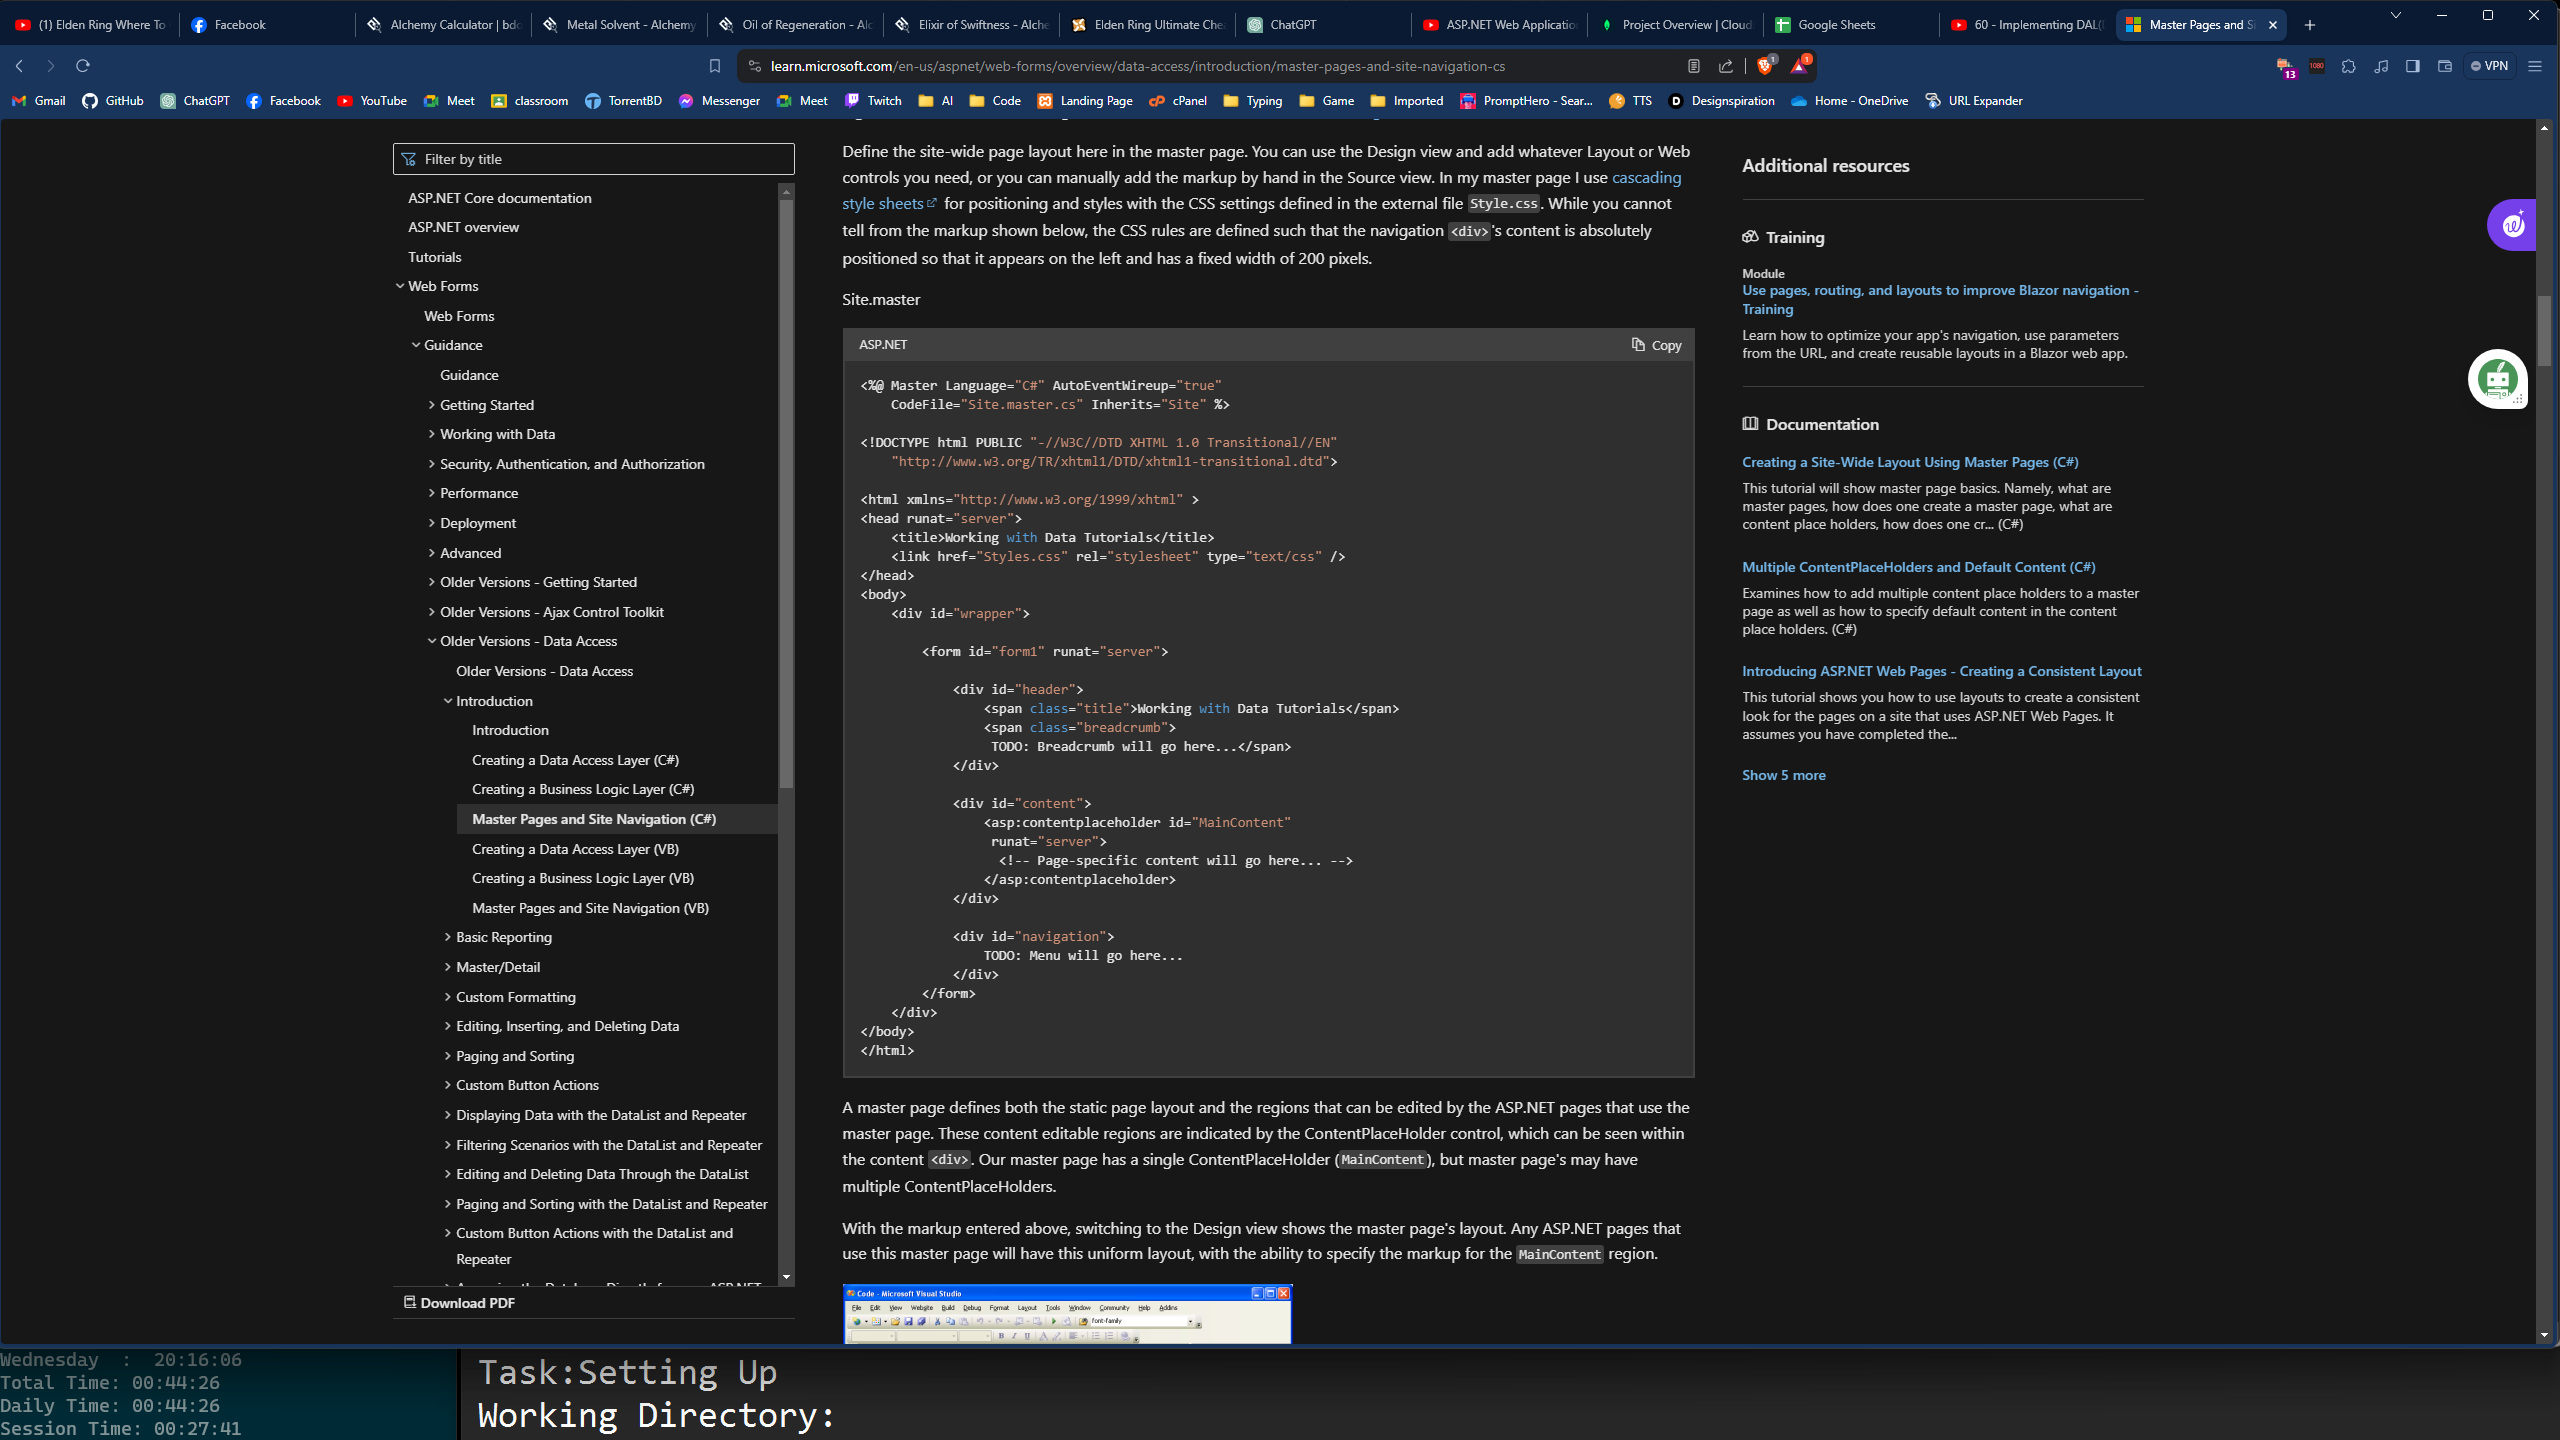 (1) Elden Ring Where To
Facebook
Alchemy Calculator | bdo
Metal Solvent - Alchemy
Oil of Regeneration - Alc
Elixir of Swiftness - Alche
Elden Ring Ultimate Che
ChatGPT
ASP.NET Web Application
Project Overview | Cloud
Google Sheets
60 - Implementing DAL(
Master Pages and Si
learn.microsoft.com/en-us/aspnet/web-forms/overview/data-access/introduction/master-pages-and-site-navigation-cs
1
1
13
1080
VPN
Gmail
GitHub
ChatGPT
Facebook
YouTube
Meet
classroom
TorrentBD
Messenger
Meet
Twitch
AI
Code
Landing Page
cPanel
Typing
Game
Imported
PromptHero - Sear...
TTS
Designspiration
Home - OneDrive
URL Expander
Filter by title
ASP.NET Core documentation
ASP.NET overview
Tutorials
Web Forms
Web Forms
Guidance
Guidance
Getting Started
Working with Data
Security, Authentication, and Authorization
Performance
Deployment
Advanced
Older Versions - Getting Started
Older Versions - Ajax Control Toolkit
Older Versions - Data Access
Older Versions - Data Access
Introduction
Introduction
Creating a Data Access Layer (C#)
Creating a Business Logic Layer (C#)
Master Pages and Site Navigation (C#)
Creating a Data Access Layer (VB)
Creating a Business Logic Layer (VB)
Master Pages and Site Navigation (VB)
Basic Reporting
Master/Detail
Custom Formatting
Editing, Inserting, and Deleting Data
Paging and Sorting
Custom Button Actions
Displaying Data with the DataList and Repeater
Filtering Scenarios with the DataList and Repeater
Editing and Deleting Data Through the DataList
Paging and Sorting with the DataList and Repeater
Custom Button Actions with the DataList and
Repeater
Download PDF
Define the site-wide page layout here in the master page. You can use the Design view and add whatever Layout or Web
controls you need, or you can manually add the markup by hand in the Source view. In my master page I use cascading
style sheets for positioning and styles with the CSS settings defined in the external file Style.css. While you cannot
tell from the markup shown below, the CSS rules are defined such that the navigation <div>'s content is absolutely
positioned so that it appears on the left and has a fixed width of 200 pixels.
Site.master
ASP.NET
Copy
<%@ Master Language="C#" AutoEventWireup="true"
    CodeFile="Site.master.cs" Inherits="Site" %>
<!DOCTYPE html PUBLIC "-//W3C//DTD XHTML 1.0 Transitional//EN"
    "http://www.w3.org/TR/xhtml1/DTD/xhtml1-transitional.dtd">
<html xmlns="http://www.w3.org/1999/xhtml" >
<head runat="server">
    <title>Working with Data Tutorials</title>
    <link href="Styles.css" rel="stylesheet" type="text/css" />
</head>
<body>
    <div id="wrapper">
        <form id="form1" runat="server">
            <div id="header">
                <span class="title">Working with Data Tutorials</span>
                <span class="breadcrumb">
                 TODO: Breadcrumb will go here...</span>
            </div>
            <div id="content">
                <asp:contentplaceholder id="MainContent"
                 runat="server">
                  <!-- Page-specific content will go here... -->
                </asp:contentplaceholder>
            </div>
            <div id="navigation">
                TODO: Menu will go here...
            </div>
        </form>
    </div>
</body>
</html>
A master page defines both the static page layout and the regions that can be edited by the ASP.NET pages that use the
master page. These content editable regions are indicated by the ContentPlaceHolder control, which can be seen within
the content <div>. Our master page has a single ContentPlaceHolder (MainContent), but master page's may have
multiple ContentPlaceHolders.
With the markup entered above, switching to the Design view shows the master page's layout. Any ASP.NET pages that
use this master page will have this uniform layout, with the ability to specify the markup for the MainContent region.
Code - Microsoft Visual Studio
File Edit View Website Build Debug Format Layout Tools Window Community Help Addins
font-family
Additional resources
Training
Module
Use pages, routing, and layouts to improve Blazor navigation -
Training
Learn how to optimize your app's navigation, use parameters
from the URL, and create reusable layouts in a Blazor web app.
Documentation
Creating a Site-Wide Layout Using Master Pages (C#)
This tutorial will show master page basics. Namely, what are
master pages, how does one create a master page, what are
content place holders, how does one cr... (C#)
Multiple ContentPlaceHolders and Default Content (C#)
Examines how to add multiple content place holders to a master
page as well as how to specify default content in the content
place holders. (C#)
Introducing ASP.NET Web Pages - Creating a Consistent Layout
This tutorial shows you how to use layouts to create a consistent
look for the pages on a site that uses ASP.NET Web Pages. It
assumes you have completed the...
Show 5 more
Wednesday  :  20:16:06
Total Time: 00:44:26
Daily Time: 00:44:26
Session Time: 00:27:41
Task:Setting Up
Working Directory: